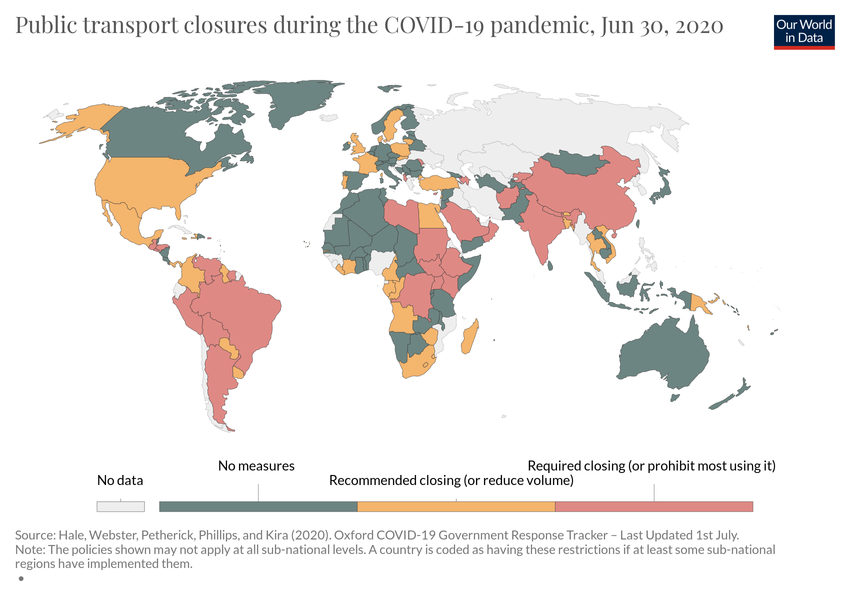 Public transport closures during the COVID-19 pandemic, Jun 30, 2020
Our World
in Data
No data
No measures
Recommended closing (or reduce volume)
Required closing (or prohibit most using it)
Source: Hale, Webster, Petherick, Phillips, and Kira (2020). Oxford COVID-19 Government Response Tracker – Last Updated 1st July.
Note: The policies shown may not apply at all sub-national levels. A country is coded as having these restrictions if at least some sub-national
regions have implemented them.